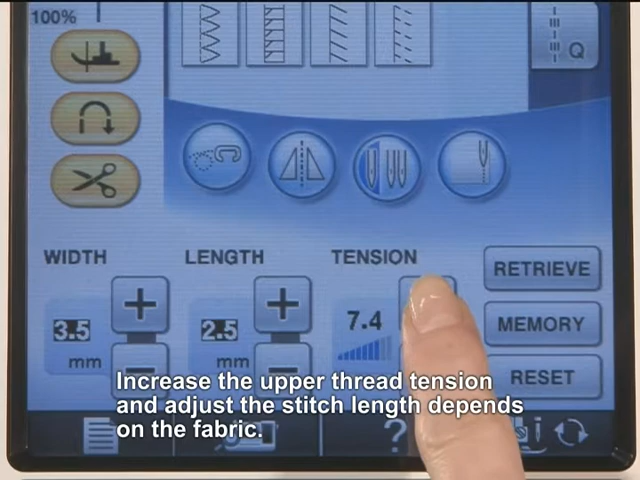 100%
Q
WIDTH LENGTH TENSION
RETRIEVE
3.5 2.5 7.4
MEMORY
mm mm
RESET
Increase the upper thread tension
and adjust the stitch length depends
on the fabric.
?